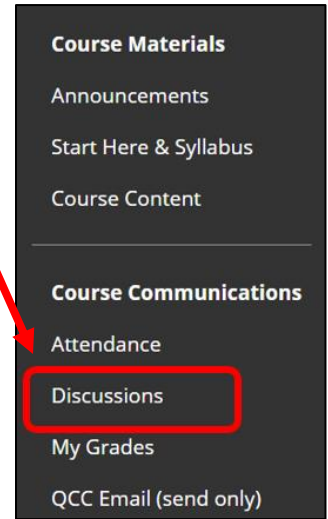 Course Materials
Announcements
Start Here & Syllabus
Course Content
Course Communications
Attendance
Discussions
My Grades
QCC Email (send only)